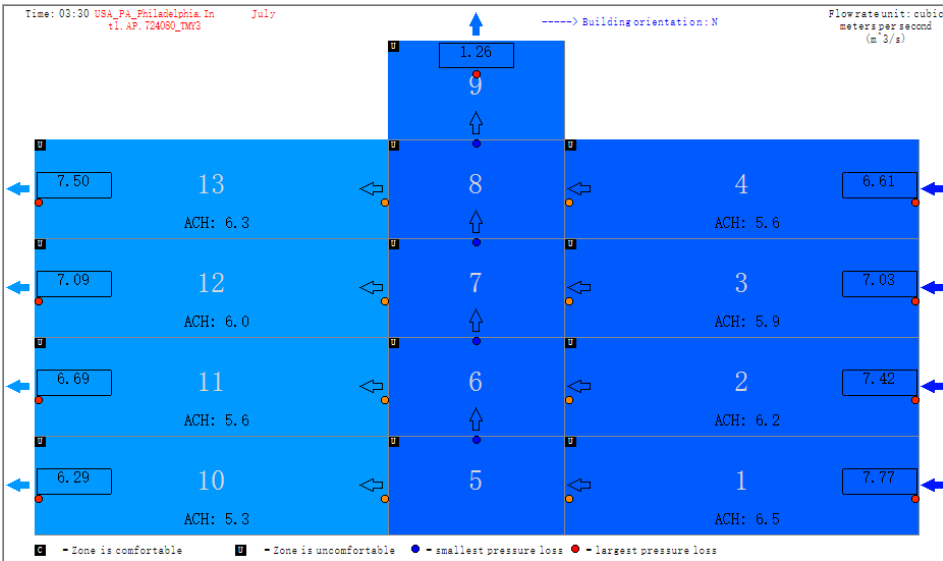 Time: 03:30 USA_PA_Philadelphia.In July
tl.AP.724080_TMY3
-----> Building orientation: N
Flow rate unit: cubic
meters per second
(m^3/s)
U
1.26
9
U U U
7.50 13 8 4 6.61
ACH: 6.3 ACH: 5.6
U U U
7.09 12 7 3 7.03
ACH: 6.0 ACH: 5.9
U U U
6.69 11 6 2 7.42
ACH: 5.6 ACH: 6.2
U U U
6.29 10 5 1 7.77
ACH: 5.3 ACH: 6.5
C - Zone is comfortable U - Zone is uncomfortable - smallest pressure loss - largest pressure loss